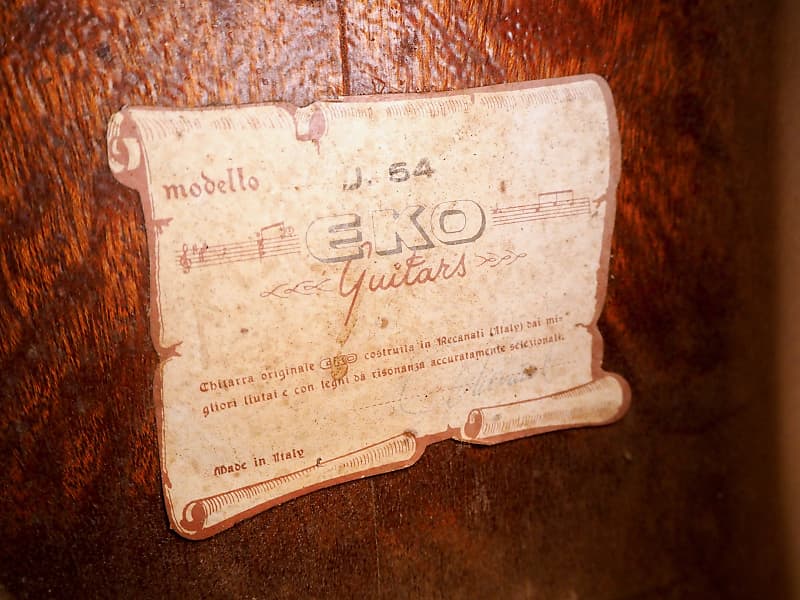 modello J. 54
EKO
Guitars
Chitarra originale EKO costruita in Recanati (Italy) dai mi=
gliori liutai e con legni da risonanza accuratamente selezionati.
Made in Italy